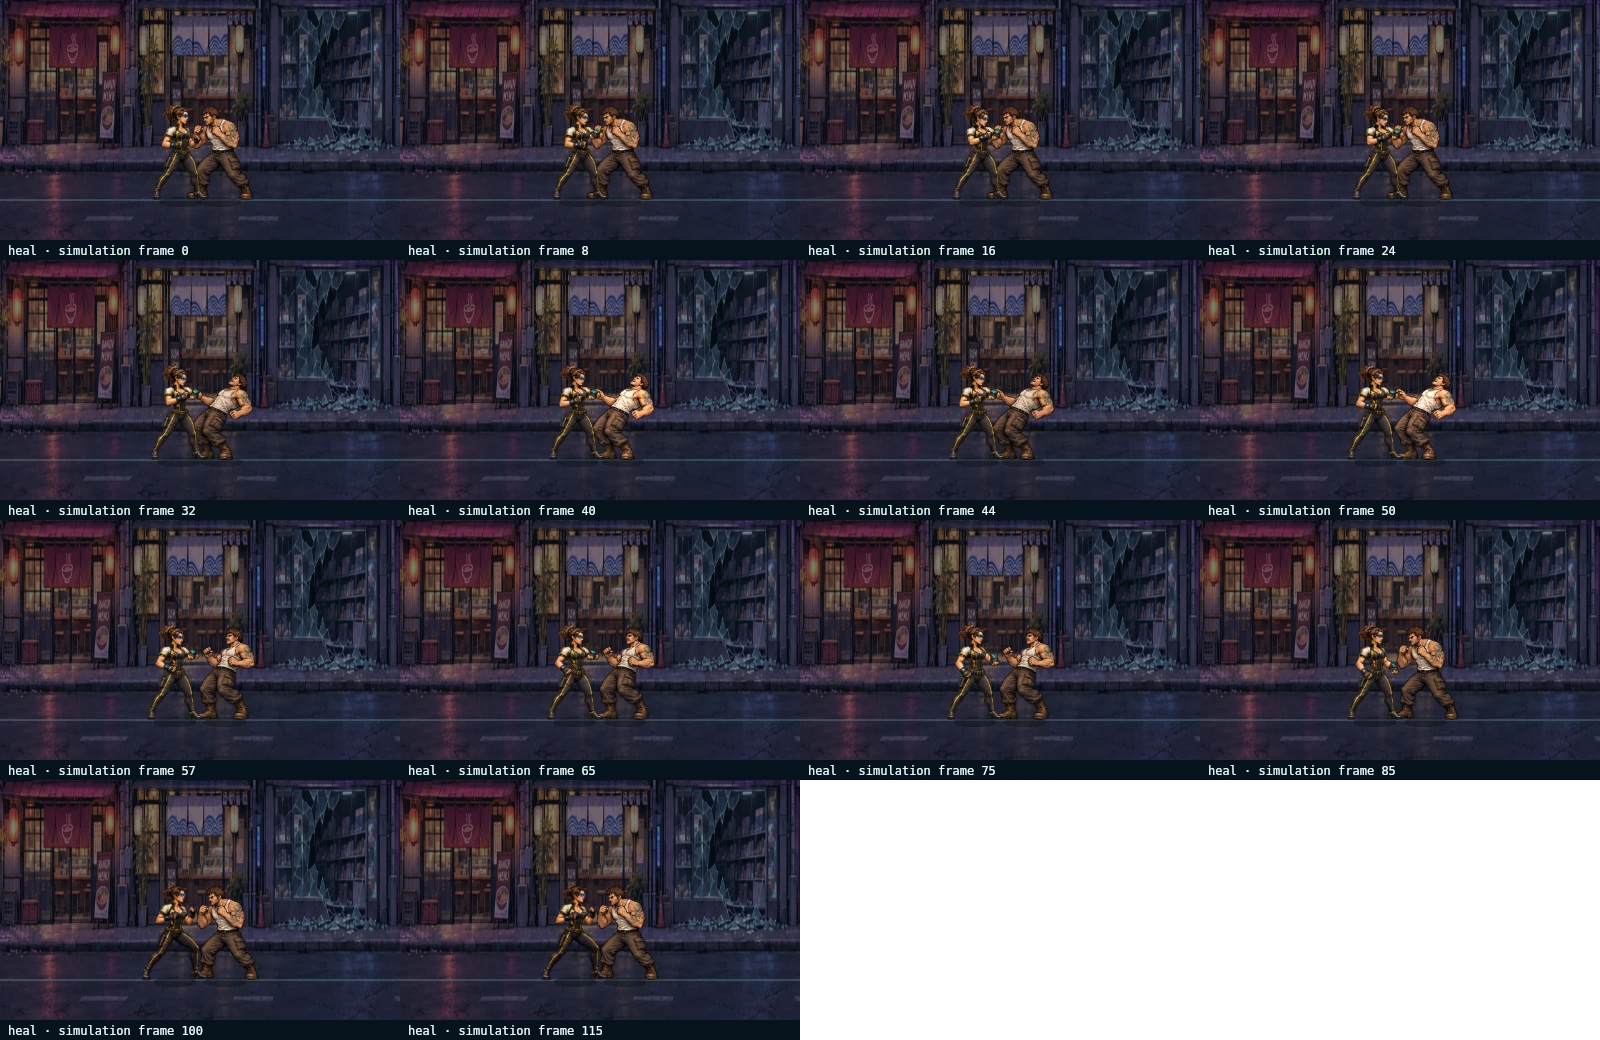 heal · simulation frame 0
heal · simulation frame 8
heal · simulation frame 16
heal · simulation frame 24
heal · simulation frame 32
heal · simulation frame 40
heal · simulation frame 44
heal · simulation frame 50
heal · simulation frame 57
heal · simulation frame 65
heal · simulation frame 75
heal · simulation frame 85
heal · simulation frame 100
heal · simulation frame 115